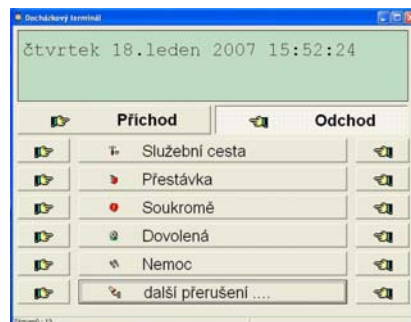 Docházkový terminál
čtvrtek 18.leden 2007 15:52:24
Příchod Odchod
Služební cesta
Přestávka
Soukromě
Dovolená
Nemoc
další přerušení ....